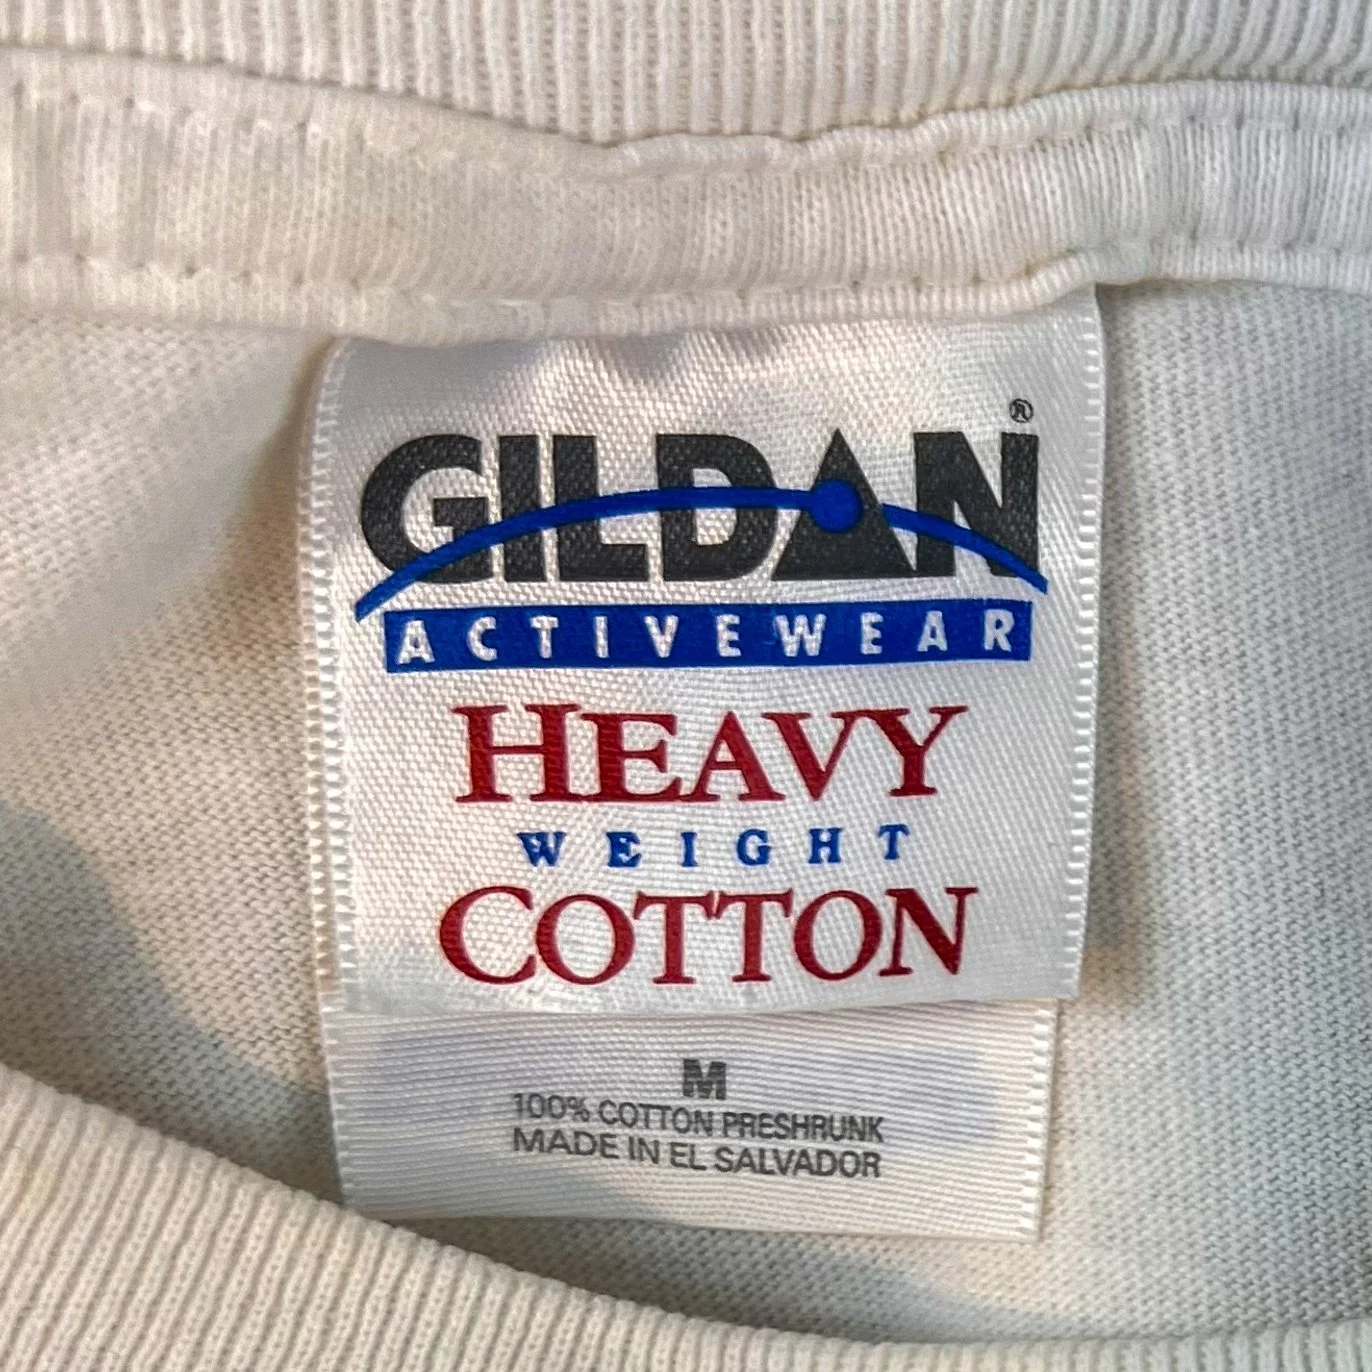 GILDAN®
ACTIVEWEAR
HEAVY
WEIGHT
COTTON
M
100% COTTON PRESHRUNK
MADE IN EL SALVADOR